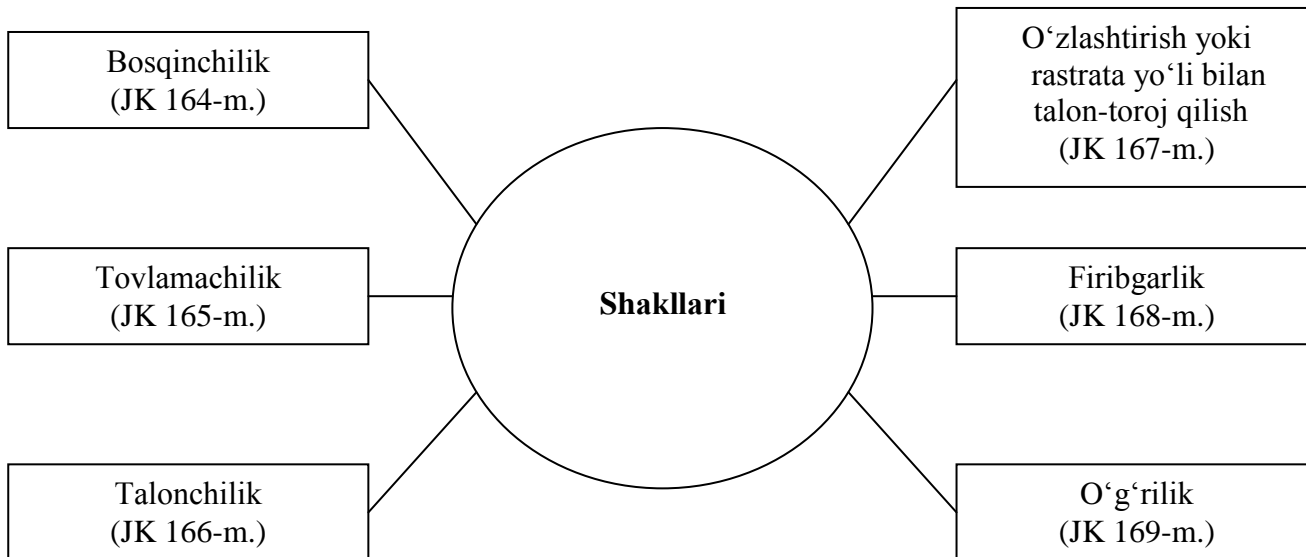 Bosqinchilik
(JK 164-m.)
Tovlamachilik
(JK 165-m.)
Talonchilik
(JK 166-m.)
Shakllari
O‘zlashtirish yoki
rastrata yo‘li bilan
talon-toroj qilish
(JK 167-m.)
Firibgarlik
(JK 168-m.)
O‘g‘rilik
(JK 169-m.)